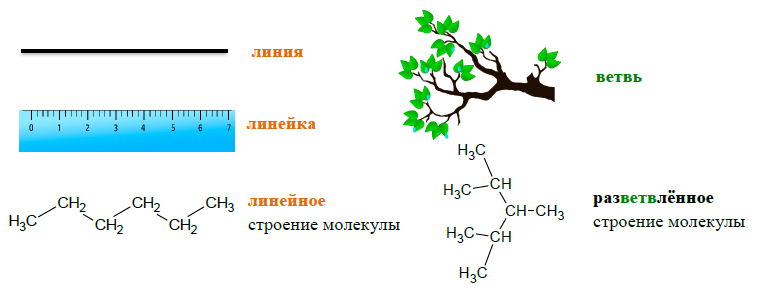 линия
ветвь
0 1 2 3 4 5 6 7
линейка
H3C CH2 CH2 CH2 CH2 CH3
линейное
строение молекулы
H3C
H3C CH
CH CH3
H3C CH
H3C
разветвлённое
строение молекулы